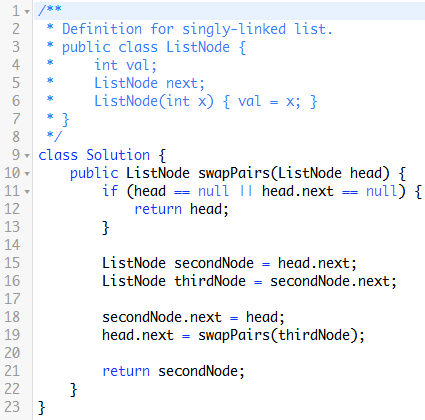 1 /**
2  * Definition for singly-linked list.
3  * public class ListNode {
4  *     int val;
5  *     ListNode next;
6  *     ListNode(int x) { val = x; }
7  * }
8  */
9 class Solution {
10     public ListNode swapPairs(ListNode head) {
11         if (head == null || head.next == null) {
12             return head;
13         }
14
15         ListNode secondNode = head.next;
16         ListNode thirdNode = secondNode.next;
17
18         secondNode.next = head;
19         head.next = swapPairs(thirdNode);
20
21         return secondNode;
22     }
23 }